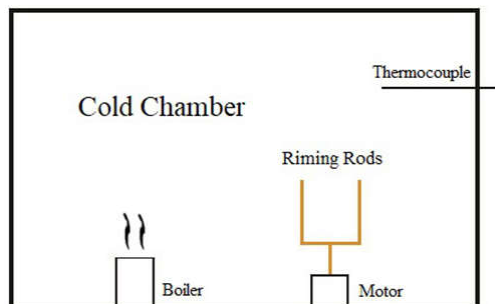 Thermocouple
Cold Chamber
Riming Rods
Boiler
Motor